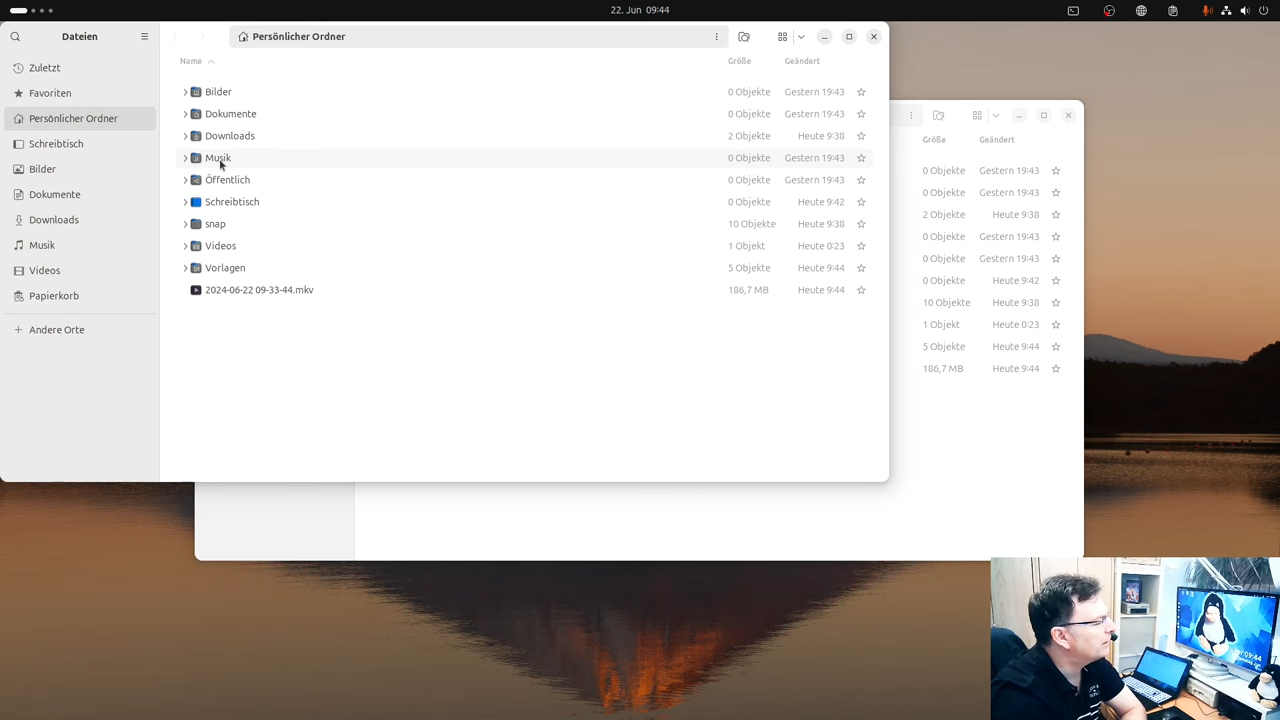 22. Jun 09:44
Dateien
Persönlicher Ordner
Zuletzt
Favoriten
Persönlicher Ordner
Schreibtisch
Bilder
Dokumente
Downloads
Musik
Videos
Papierkorb
Andere Orte
Name Größe Geändert
Bilder 0 Objekte Gestern 19:43
Dokumente 0 Objekte Gestern 19:43
Downloads 2 Objekte Heute 9:38
Musik 0 Objekte Gestern 19:43
Öffentlich 0 Objekte Gestern 19:43
Schreibtisch 0 Objekte Heute 9:42
snap 10 Objekte Heute 9:38
Videos 1 Objekt Heute 0:23
Vorlagen 5 Objekte Heute 9:44
2024-06-22 09-33-44.mkv 186,7 MB Heute 9:44
Größe Geändert
0 Objekte Gestern 19:43
0 Objekte Gestern 19:43
2 Objekte Heute 9:38
0 Objekte Gestern 19:43
0 Objekte Gestern 19:43
0 Objekte Heute 9:42
10 Objekte Heute 9:38
1 Objekt Heute 0:23
5 Objekte Heute 9:44
186,7 MB Heute 9:44